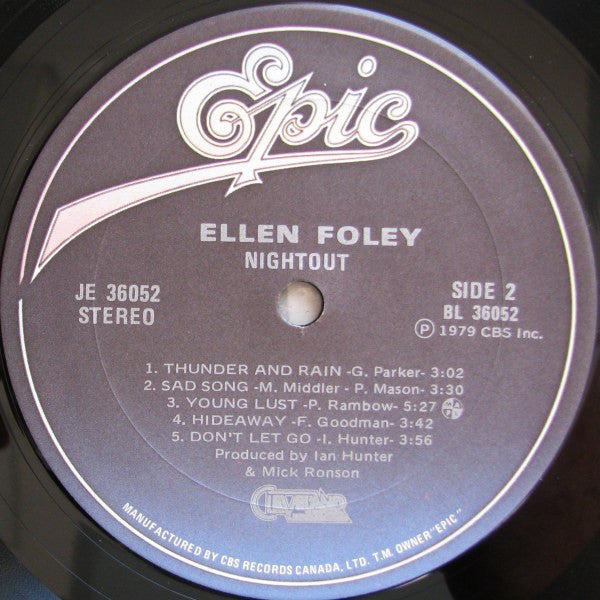 Epic
ELLEN FOLEY
NIGHTOUT
JE 36052
STEREO
SIDE 2
BL 36052
Ⓟ 1979 CBS Inc.
1. THUNDER AND RAIN -G. Parker- 3:02
2. SAD SONG -M. Middler - P. Mason- 3:30
3. YOUNG LUST -P. Rambow- 5:27
4. HIDEAWAY -F. Goodman- 3:42
5. DON'T LET GO -I. Hunter- 3:56
Produced by Ian Hunter
& Mick Ronson
MANUFACTURED BY CBS RECORDS CANADA, LTD. T.M. OWNER "EPIC"